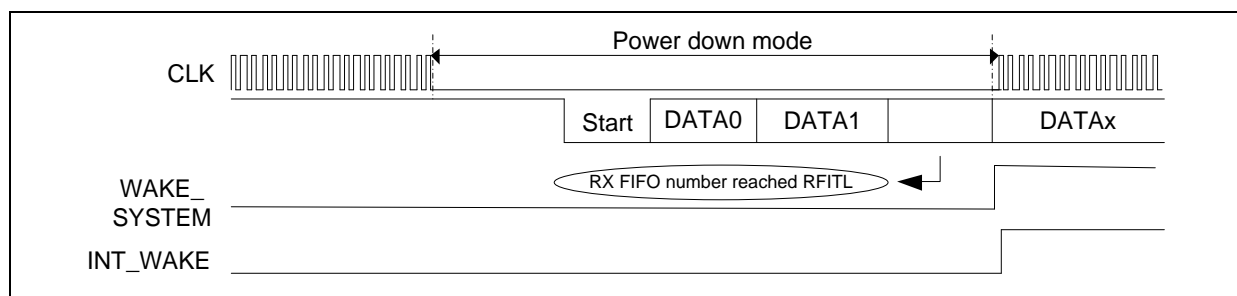 Power down mode
CLK
Start DATA0 DATA1 DATAx
RX FIFO number reached RFITL
WAKE_
SYSTEM
INT_WAKE